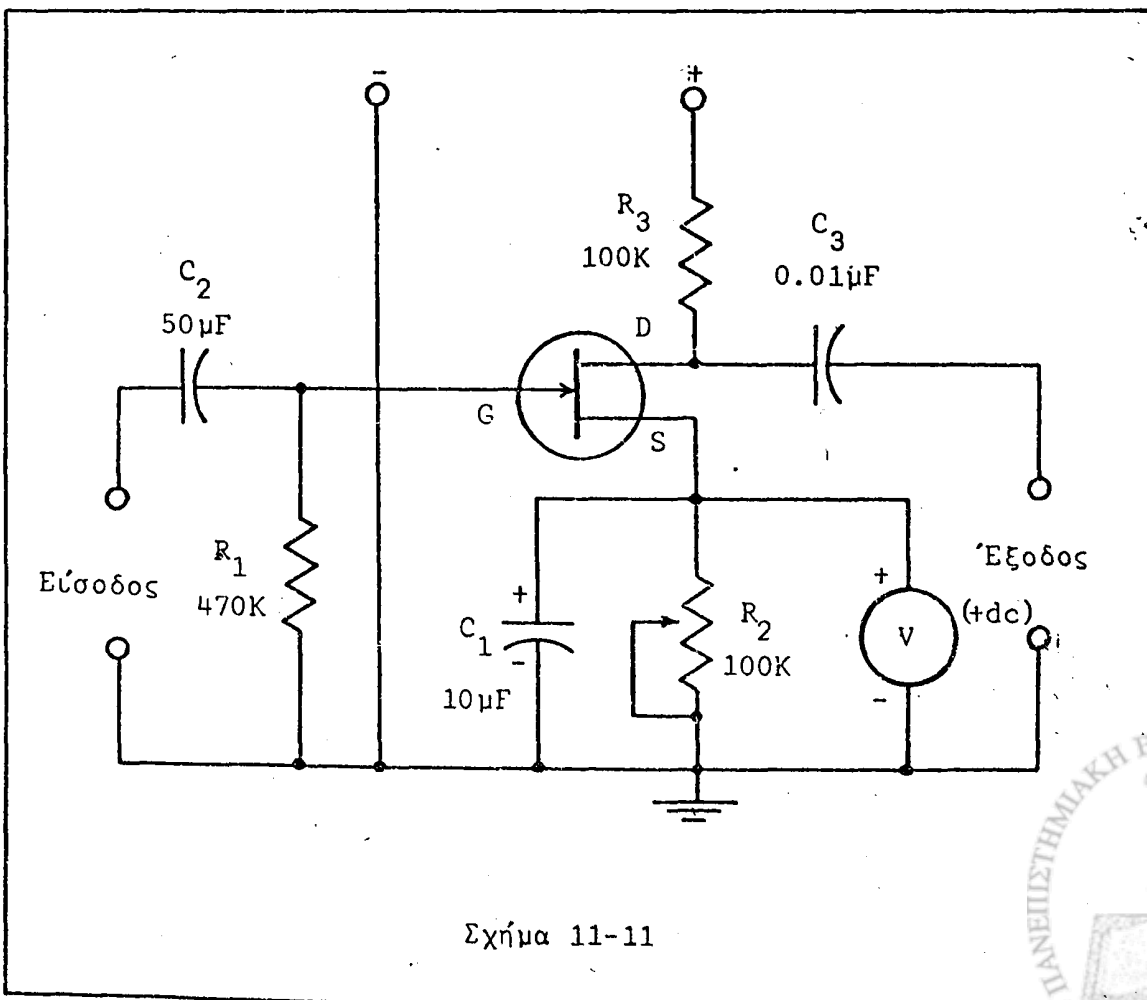 -
+
R3
100K
C3
0.01µF
C2
50µF
D
G
S
R1
470K
Είσοδος
+
C1
-
10µF
R2
100K
+
V
(+dc)
-
Έξοδος
Σχήμα 11-11
ΠΑΝΕΠΙΣΤΗΜΙΑΚΗ